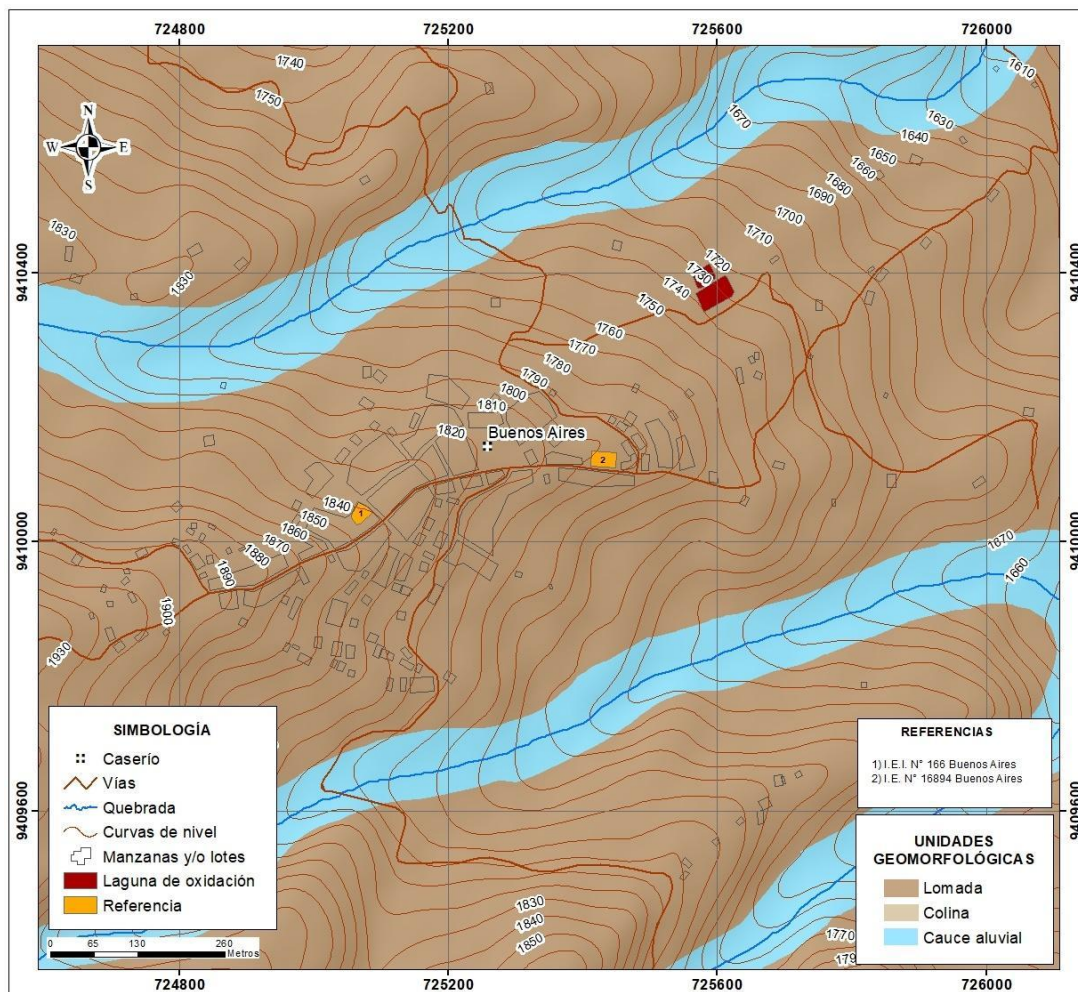 724800
725200
725600
726000
1740
1750
1610
1670
1630
1640
1650
1660
1680
1690
1700
1710
N
W
E
S
1830
1830
9410400
9410400
1720
1730
1740
1750
1760
1770
1780
1790
1800
1810
1820
Buenos Aires
2
1840
1
1850
1860
1870
1880
1890
1900
1930
9410000
9410000
1670
1660
SIMBOLOGÍA
Caserío
Vías
Quebrada
Curvas de nivel
Manzanas y/o lotes
Laguna de oxidación
Referencia
0 65 130 260
Metros
REFERENCIAS
1) I.E.I. N° 166 Buenos Aires
2) I.E. N° 16894 Buenos Aires
9409600
9409600
UNIDADES
GEOMORFOLÓGICAS
Lomada
Colina
Cauce aluvial
1830
1840
1850
1770
724800
725200
725600
726000